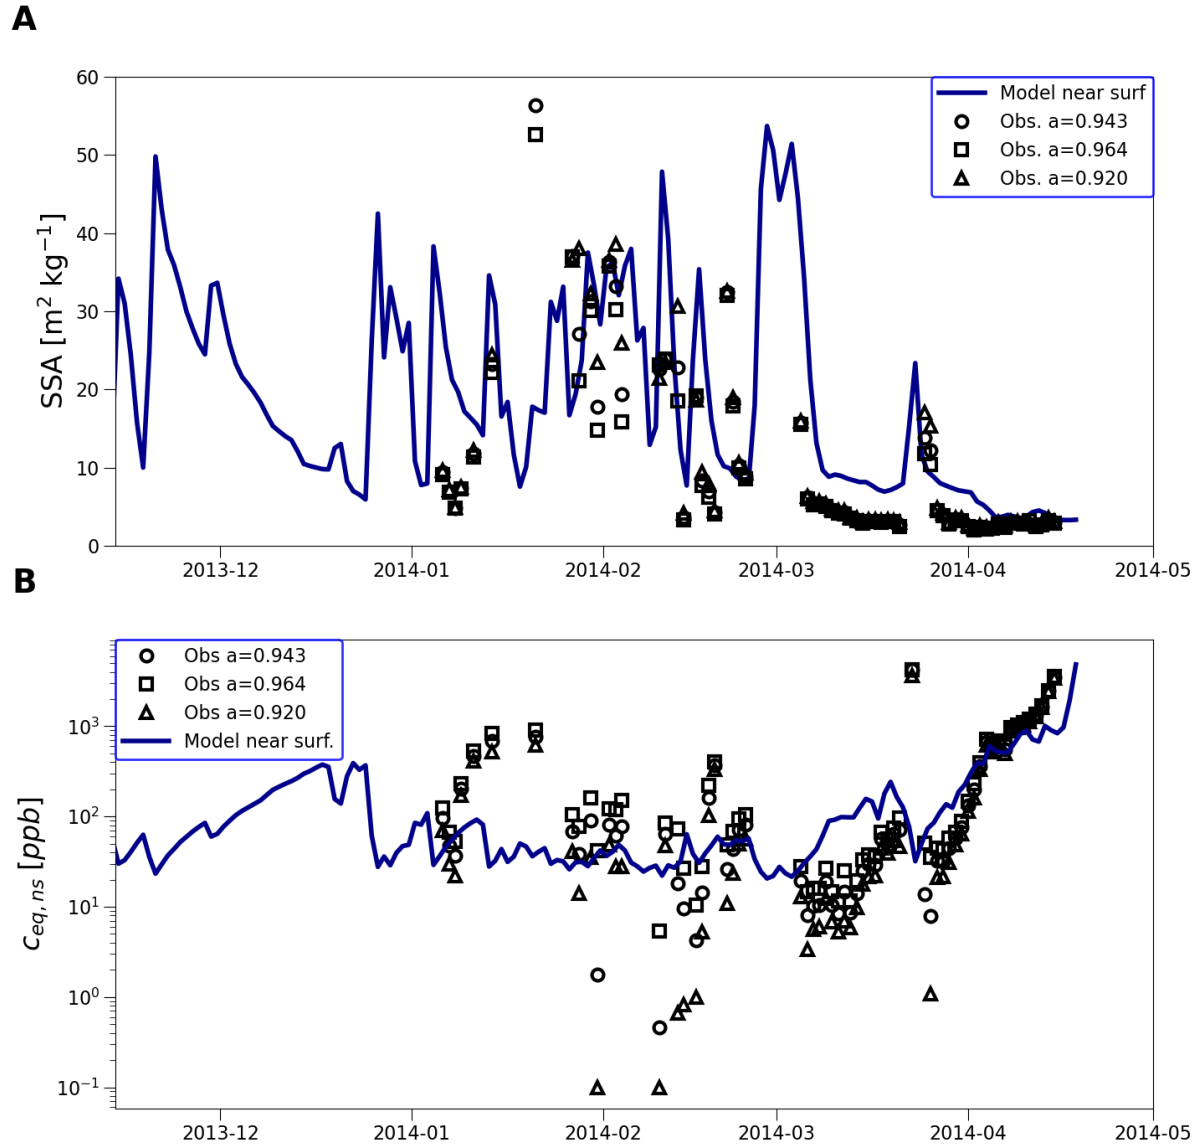 A
SSA [m² kg⁻¹]
60
50
40
30
20
10
0
Model near surf
Obs. a=0.943
Obs. a=0.964
Obs. a=0.920
2013-12 2014-01 2014-02 2014-03 2014-04 2014-05
B
c_eq, ns [ppb]
10³
10²
10¹
10⁰
10⁻¹
Obs a=0.943
Obs a=0.964
Obs a=0.920
Model near surf.
2013-12 2014-01 2014-02 2014-03 2014-04 2014-05